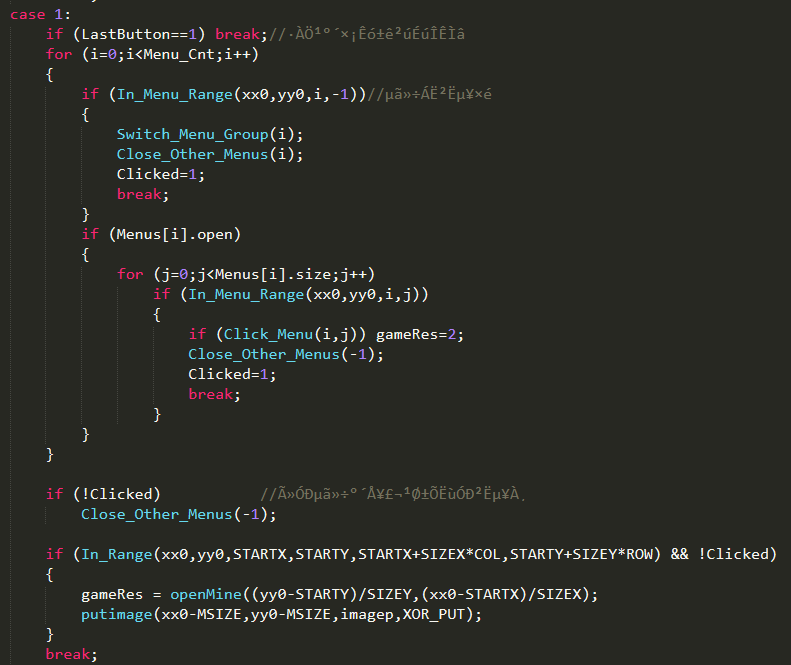 case 1:
if (LastButton==1) break;//·ÀÖ¹°´×¡Êó±ê²úÉúÎÊÌâ
for (i=0;i<Menu_Cnt;i++)
{
if (In_Menu_Range(xx0,yy0,i,-1))//µã»÷ÁË²Ëµ¥×é
{
Switch_Menu_Group(i);
Close_Other_Menus(i);
Clicked=1;
break;
}
if (Menus[i].open)
{
for (j=0;j<Menus[i].size;j++)
if (In_Menu_Range(xx0,yy0,i,j))
{
if (Click_Menu(i,j)) gameRes=2;
Close_Other_Menus(-1);
Clicked=1;
break;
}
}
}
if (!Clicked) //Ã»ÓÐµã»÷°´Å¥£¬¹Ø±ÕËùÓÐ²Ëµ¥À¸
Close_Other_Menus(-1);
if (In_Range(xx0,yy0,STARTX,STARTY,STARTX+SIZEX*COL,STARTY+SIZEY*ROW) && !Clicked)
{
gameRes = openMine((yy0-STARTY)/SIZEY,(xx0-STARTX)/SIZEX);
putimage(xx0-MSIZE,yy0-MSIZE,imagep,XOR_PUT);
}
break;